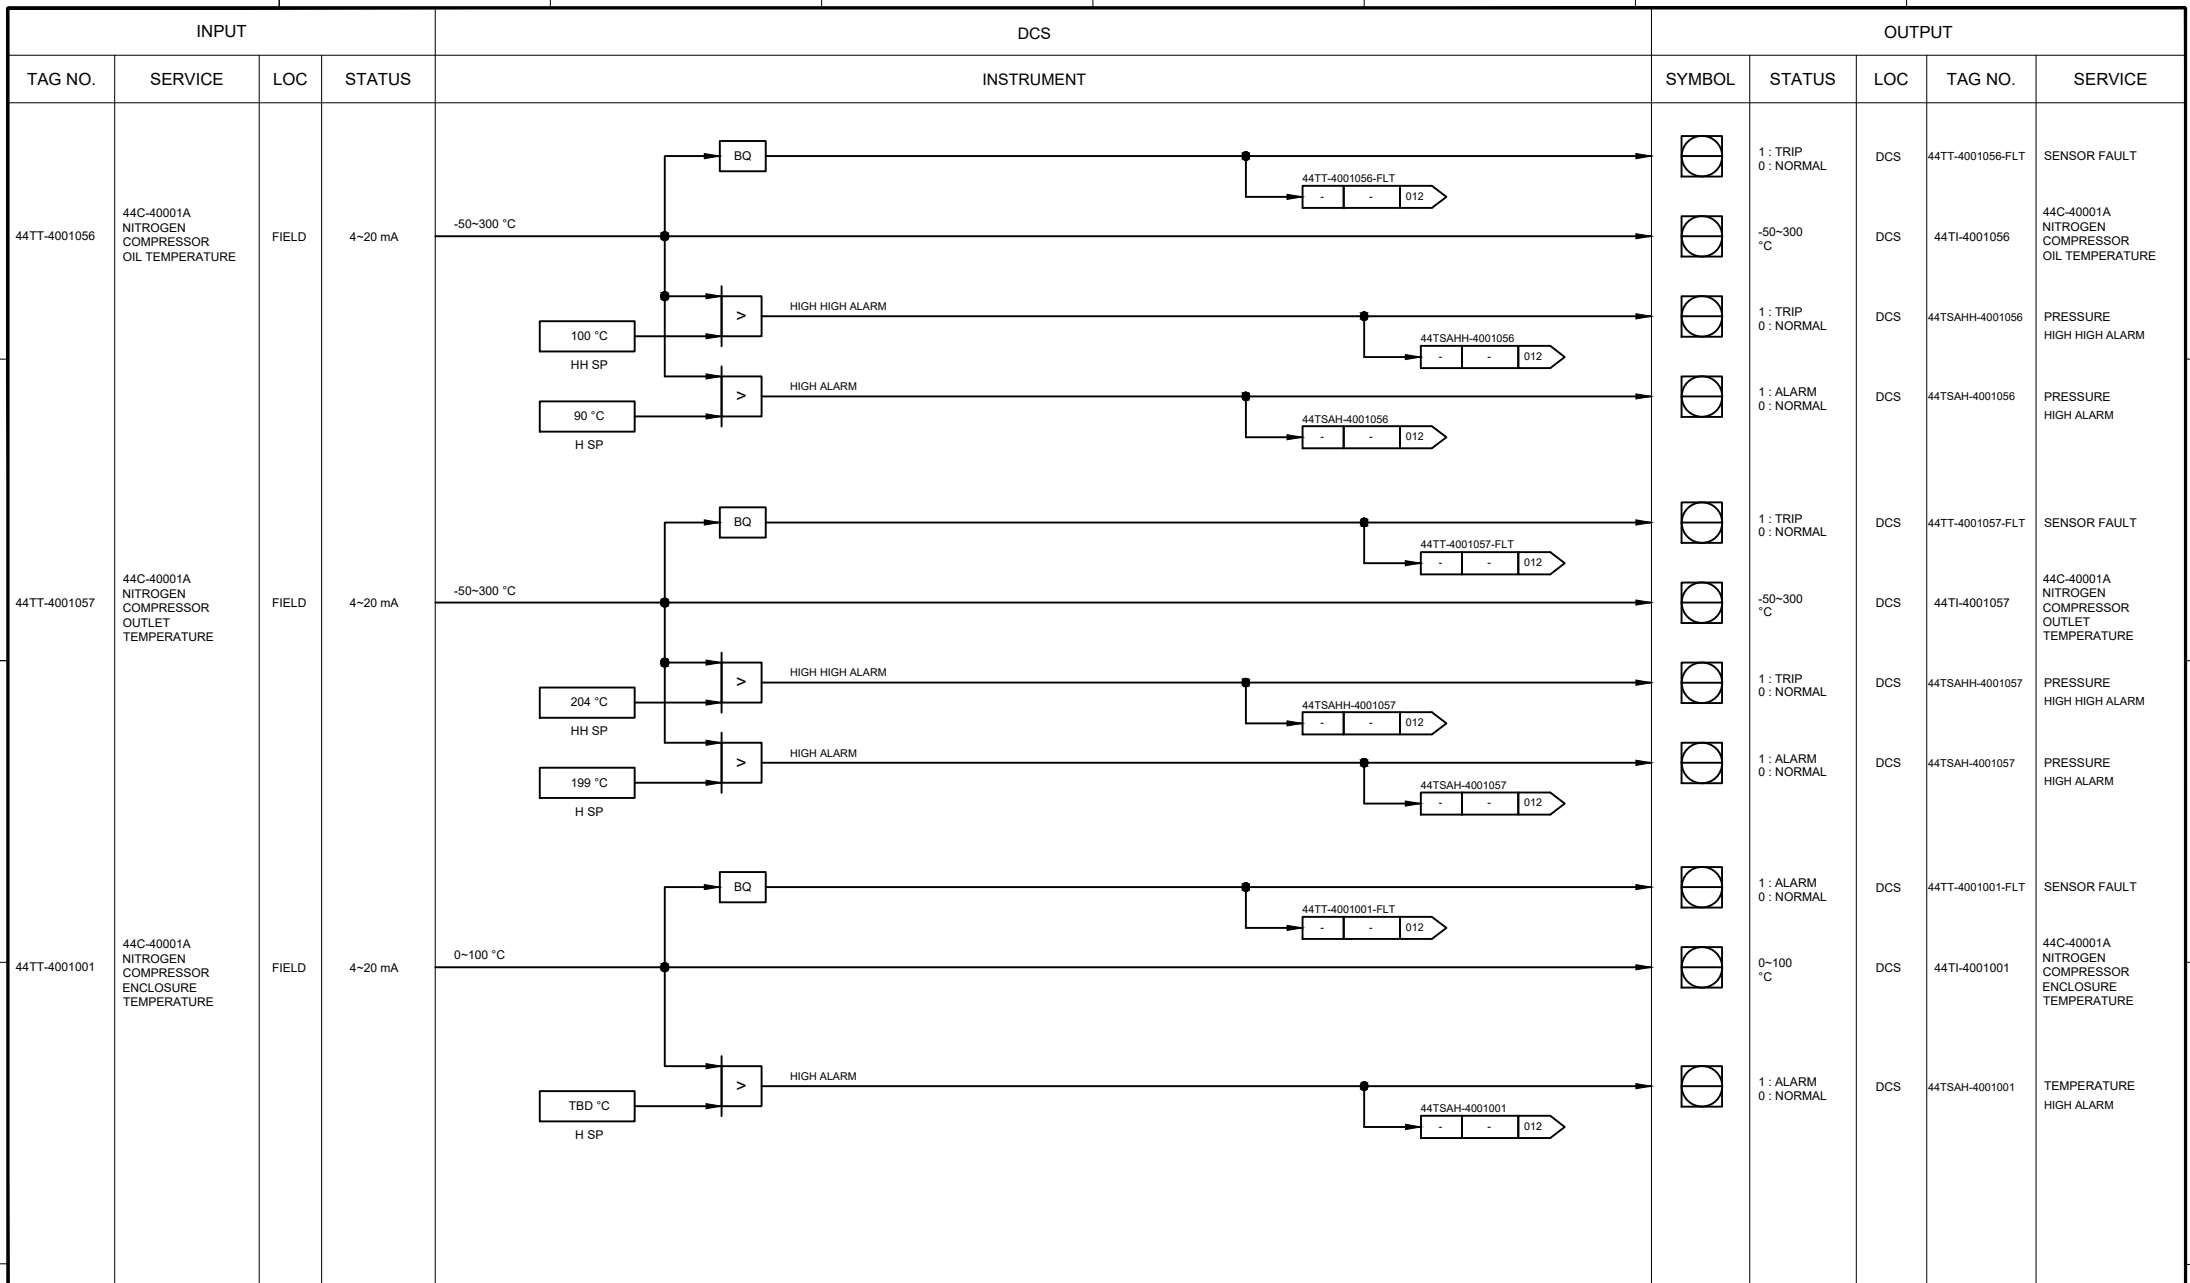 INPUT
DCS
OUTPUT
TAG NO.
SERVICE
LOC
STATUS
INSTRUMENT
SYMBOL
STATUS
LOC
TAG NO.
SERVICE
BQ
1 : TRIP
0 : NORMAL
DCS
44TT-4001056-FLT
SENSOR FAULT
44TT-4001056-FLT
- - 012
44TT-4001056
44C-40001A
NITROGEN
COMPRESSOR
OIL TEMPERATURE
FIELD
4~20 mA
-50~300 °C
-50~300
°C
DCS
44TI-4001056
44C-40001A
NITROGEN
COMPRESSOR
OIL TEMPERATURE
100 °C
HH SP
>
HIGH HIGH ALARM
44TSAHH-4001056
- - 012
1 : TRIP
0 : NORMAL
DCS
44TSAHH-4001056
PRESSURE
HIGH HIGH ALARM
90 °C
H SP
>
HIGH ALARM
44TSAH-4001056
- - 012
1 : ALARM
0 : NORMAL
DCS
44TSAH-4001056
PRESSURE
HIGH ALARM
BQ
44TT-4001057-FLT
- - 012
1 : TRIP
0 : NORMAL
DCS
44TT-4001057-FLT
SENSOR FAULT
44TT-4001057
44C-40001A
NITROGEN
COMPRESSOR
OUTLET
TEMPERATURE
FIELD
4~20 mA
-50~300 °C
-50~300
°C
DCS
44TI-4001057
44C-40001A
NITROGEN
COMPRESSOR
OUTLET
TEMPERATURE
204 °C
HH SP
>
HIGH HIGH ALARM
44TSAHH-4001057
- - 012
1 : TRIP
0 : NORMAL
DCS
44TSAHH-4001057
PRESSURE
HIGH HIGH ALARM
199 °C
H SP
>
HIGH ALARM
44TSAH-4001057
- - 012
1 : ALARM
0 : NORMAL
DCS
44TSAH-4001057
PRESSURE
HIGH ALARM
BQ
44TT-4001001-FLT
- - 012
1 : ALARM
0 : NORMAL
DCS
44TT-4001001-FLT
SENSOR FAULT
44TT-4001001
44C-40001A
NITROGEN
COMPRESSOR
ENCLOSURE
TEMPERATURE
FIELD
4~20 mA
0~100 °C
0~100
°C
DCS
44TI-4001001
44C-40001A
NITROGEN
COMPRESSOR
ENCLOSURE
TEMPERATURE
TBD °C
H SP
>
HIGH ALARM
44TSAH-4001001
- - 012
1 : ALARM
0 : NORMAL
DCS
44TSAH-4001001
TEMPERATURE
HIGH ALARM